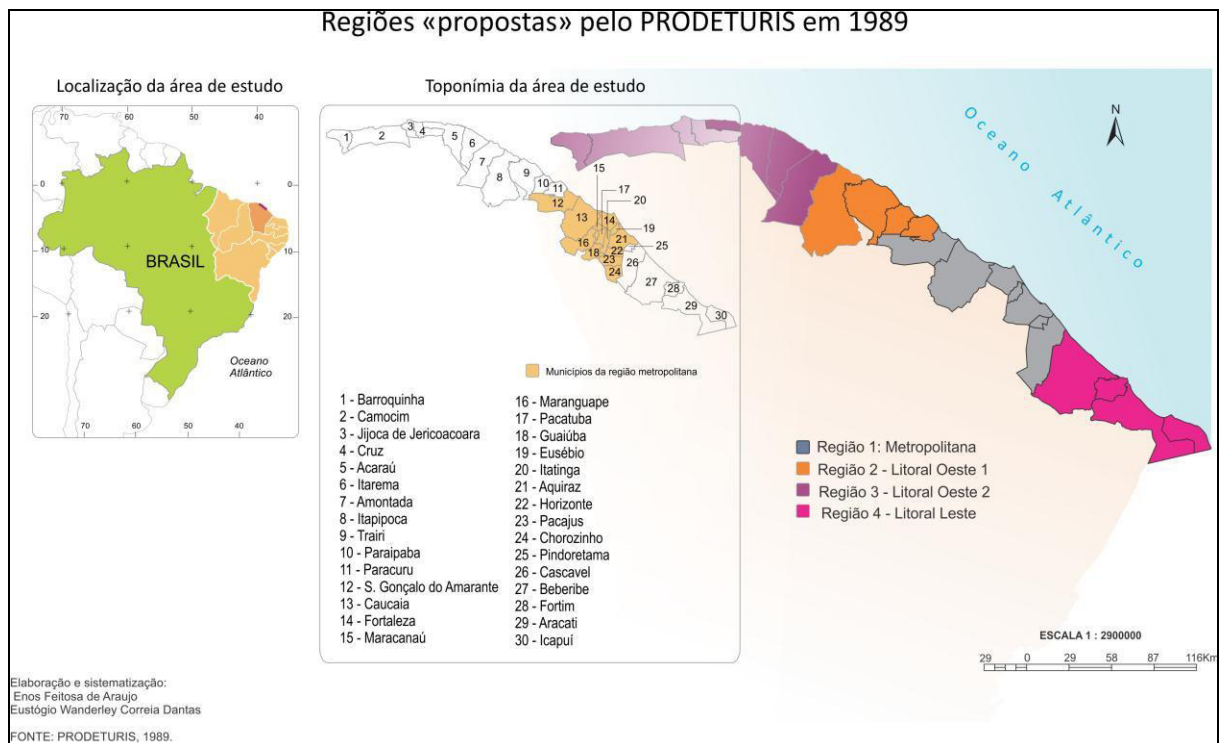 Regiões «propostas» pelo PRODETURIS em 1989
Localização da área de estudo
70
60
50
40
0
0
10
10
20
20
BRASIL
Oceano
Atlântico
70
60
50
40
Toponímia da área de estudo
1
2
3
4
5
6
7
8
9
10
11
12
13
14
15
16
17
18
19
20
21
22
23
24
25
26
27
28
29
30
Municípios da região metropolitana
1 - Barroquinha
2 - Camocim
3 - Jijoca de Jericoacoara
4 - Cruz
5 - Acaraú
6 - Itarema
7 - Amontada
8 - Itapipoca
9 - Trairi
10 - Paraipaba
11 - Paracuru
12 - S. Gonçalo do Amarante
13 - Caucaia
14 - Fortaleza
15 - Maracanaú
16 - Maranguape
17 - Pacatuba
18 - Guaiúba
19 - Eusébio
20 - Itatinga
21 - Aquiraz
22 - Horizonte
23 - Pacajus
24 - Chorozinho
25 - Pindoretama
26 - Cascavel
27 - Beberibe
28 - Fortim
29 - Aracati
30 - Icapuí
Oceano Atlântico
N
Região 1: Metropolitana
Região 2 - Litoral Oeste 1
Região 3 - Litoral Oeste 2
Região 4 - Litoral Leste
ESCALA 1 : 2900000
29 0 29 58 87 116Km
Elaboração e sistematização:
Enos Feitosa de Araujo
Eustógio Wanderley Correia Dantas
FONTE: PRODETURIS, 1989.